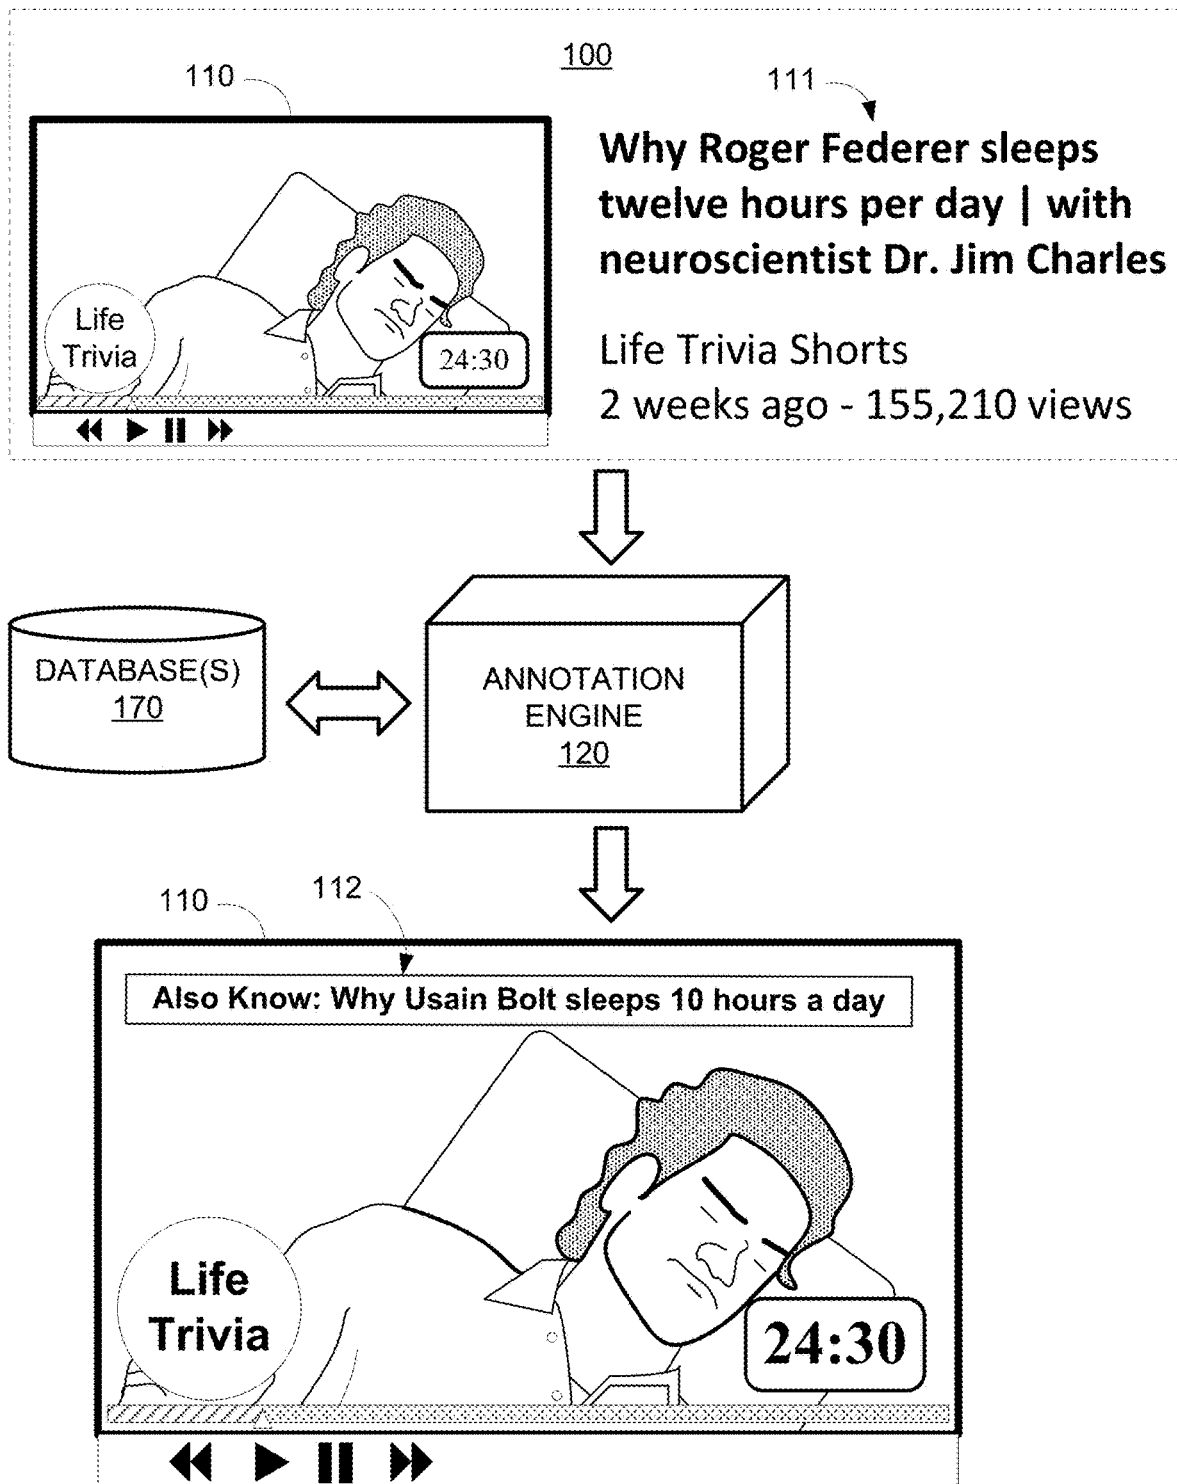 100
110
111
Why Roger Federer sleeps
twelve hours per day | with
neuroscientist Dr. Jim Charles
Life
Trivia
24:30
Life Trivia Shorts
2 weeks ago - 155,210 views
DATABASE(S)
170
ANNOTATION
ENGINE
120
110
112
Also Know: Why Usain Bolt sleeps 10 hours a day
Life
Trivia
24:30